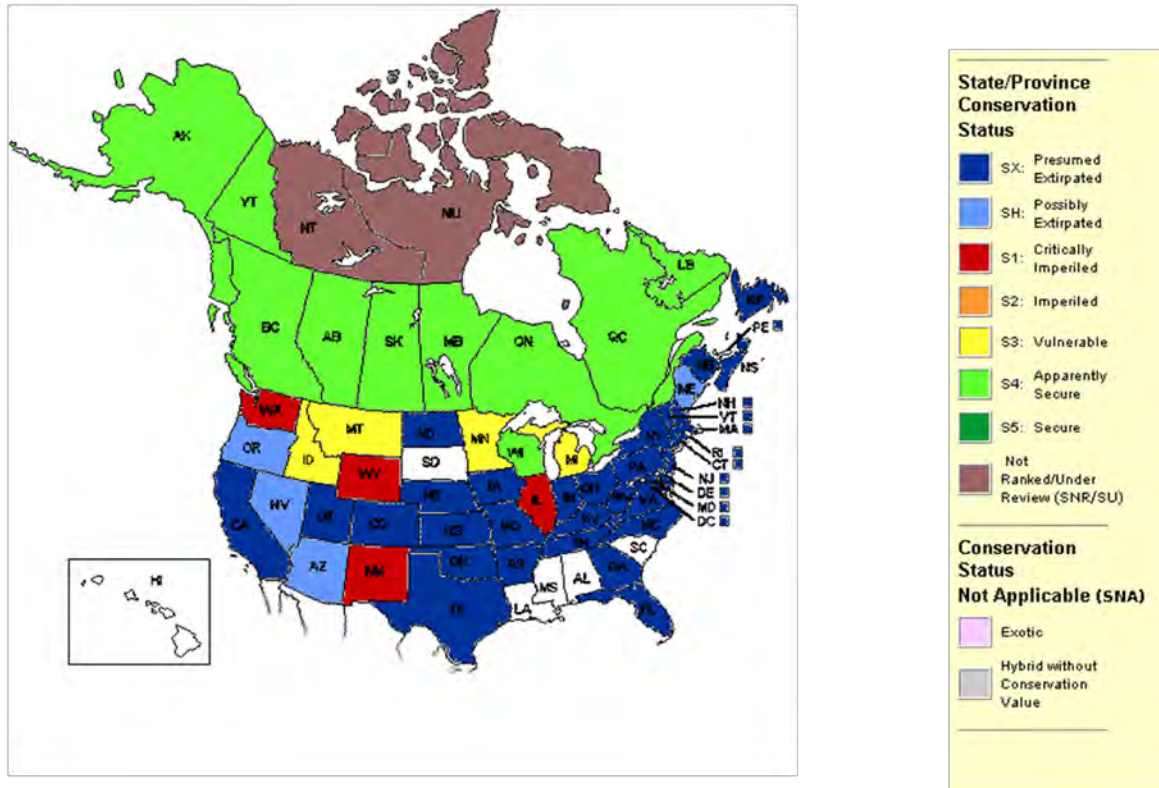 AK
YT
NT
NU
BC
AB
SK
MB
ON
QC
LB
NF
PE
NB
NS
ME
NH
VT
MA
WA
MT
ND
MN
OR
ID
SD
WI
MI
NY
RI
CT
WY
PA
NJ
IA
DE
NE
IL
IN
OH
MD
NV
WV
VA
DC
CA
UT
CO
KS
MO
KY
NC
TN
SC
AZ
NM
OK
AR
MS
AL
GA
HI
TX
LA
FL
State/Province
Conservation
Status
SX: Presumed
Extirpated
SH: Possibly
Extirpated
S1: Critically
Imperiled
S2: Imperiled
S3: Vulnerable
S4: Apparently
Secure
S5: Secure
Not
Ranked/Under
Review (SNR/SU)
Conservation
Status
Not Applicable (SNA)
Exotic
Hybrid without
Conservation
Value